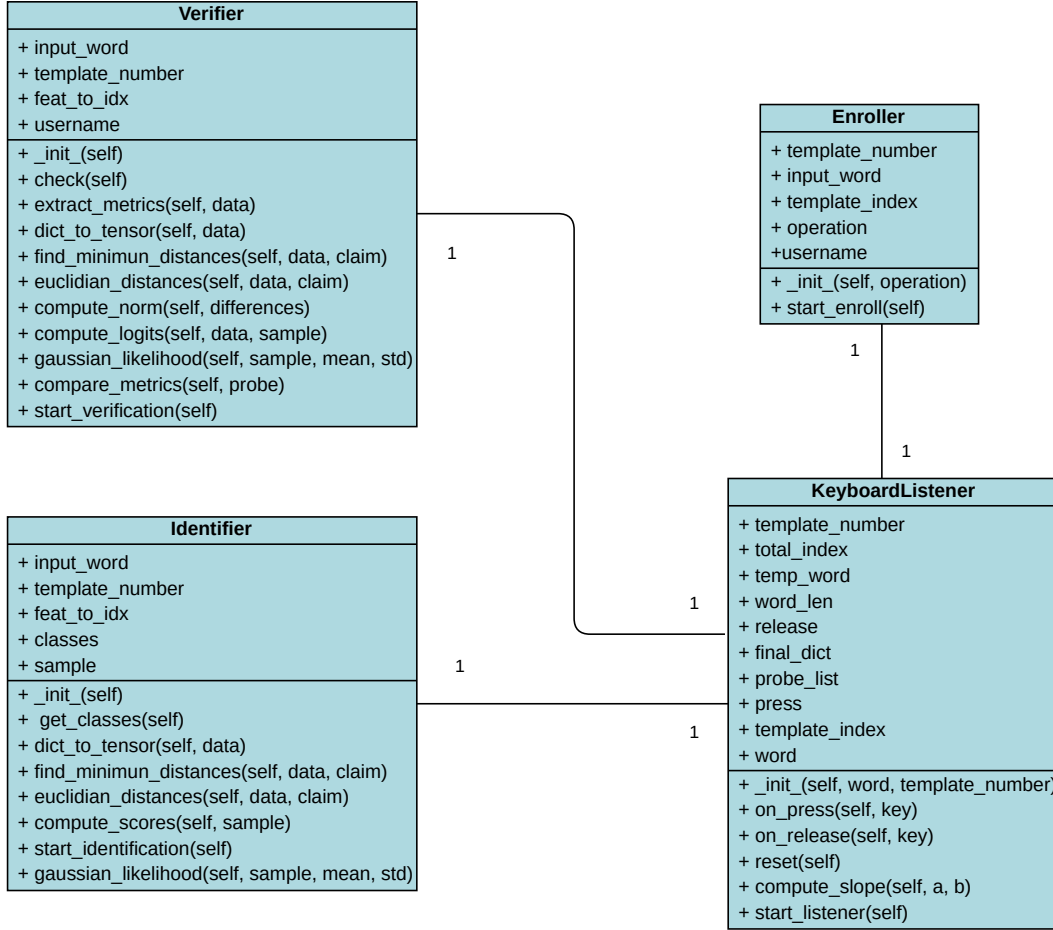 Verifier
+ input_word
+ template_number
+ feat_to_idx
+ username
+ _init_(self)
+ check(self)
+ extract_metrics(self, data)
+ dict_to_tensor(self, data)
+ find_minimun_distances(self, data, claim)
+ euclidian_distances(self, data, claim)
+ compute_norm(self, differences)
+ compute_logits(self, data, sample)
+ gaussian_likelihood(self, sample, mean, std)
+ compare_metrics(self, probe)
+ start_verification(self)
1
Enroller
+ template_number
+ input_word
+ template_index
+ operation
+username
+ _init_(self, operation)
+ start_enroll(self)
1
1
Identifier
+ input_word
+ template_number
+ feat_to_idx
+ classes
+ sample
+ _init_(self)
+  get_classes(self)
+ dict_to_tensor(self, data)
+ find_minimun_distances(self, data, claim)
+ euclidian_distances(self, data, claim)
+ compute_scores(self, sample)
+ start_identification(self)
+ gaussian_likelihood(self, sample, mean, std)
1
1
1
KeyboardListener
+ template_number
+ total_index
+ temp_word
+ word_len
+ release
+ final_dict
+ probe_list
+ press
+ template_index
+ word
+ _init_(self, word, template_number)
+ on_press(self, key)
+ on_release(self, key)
+ reset(self)
+ compute_slope(self, a, b)
+ start_listener(self)